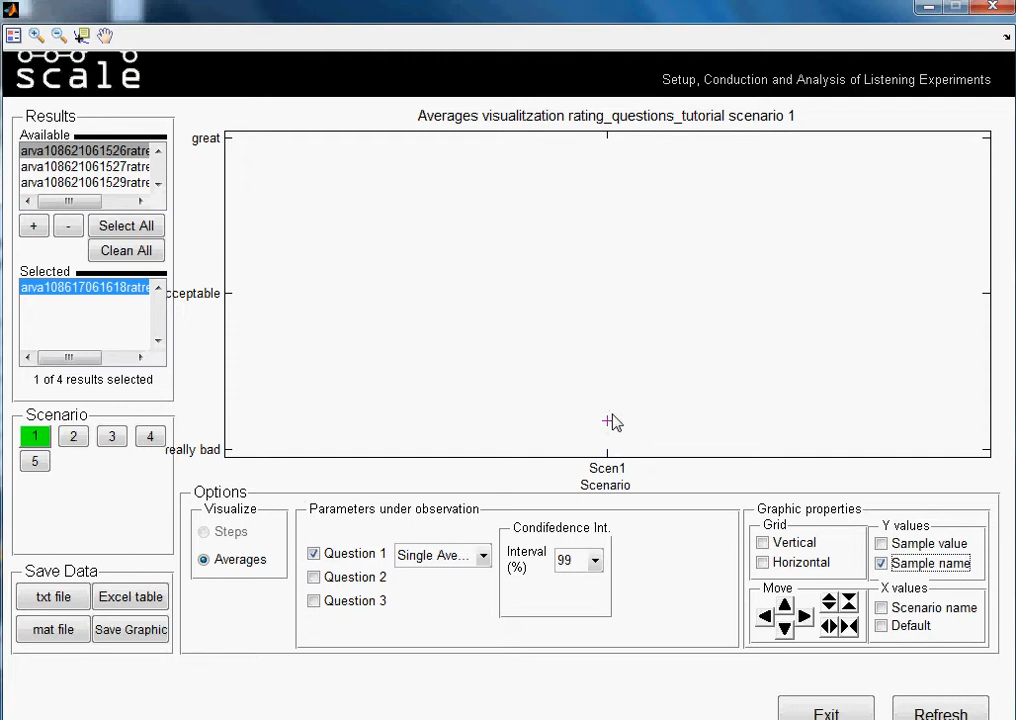 scale
Setup, Conduction and Analysis of Listening Experiments
Results
Available
arva108621061526ratre
arva108621061527ratre
arva108621061529ratre
+
-
Select All
Clean All
Selected
arva108617061618ratre
1 of 4 results selected
Scenario
1
2
3
4
5
Save Data
txt file
Excel table
mat file
Save Graphic
Averages visualitzation rating_questions_tutorial scenario 1
great
cceptable
really bad
Scen1
Scenario
Options
Visualize
Steps
Averages
Parameters under observation
Question 1
Single Ave...
Question 2
Question 3
Condifedence Int.
Interval
(%)
99
Graphic properties
Grid
Vertical
Horizontal
Move
Y values
Sample value
Sample name
X values
Scenario name
Default
Exit
Refresh